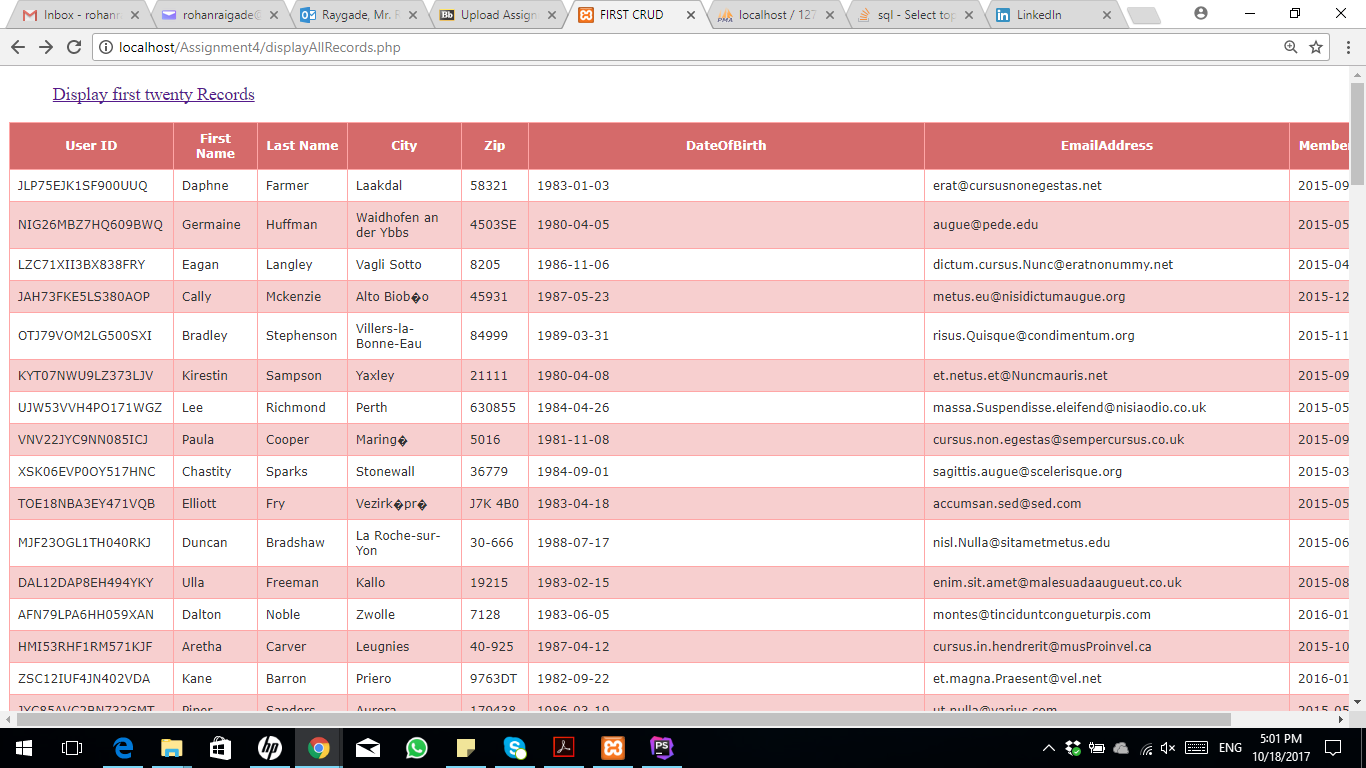 Inbox - rohanr
rohanraigade@
Raygade, Mr. R
Upload Assign
FIRST CRUD
localhost / 127
sql - Select top
LinkedIn
localhost/Assignment4/displayAllRecords.php
Display first twenty Records
User ID First Name Last Name City Zip DateOfBirth EmailAddress Member
JLP75EJK1SF900UUQ Daphne Farmer Laakdal 58321 1983-01-03 erat@cursusnonegestas.net 2015-09
NIG26MBZ7HQ609BWQ Germaine Huffman Waidhofen an der Ybbs 4503SE 1980-04-05 augue@pede.edu 2015-05
LZC71XII3BX838FRY Eagan Langley Vagli Sotto 8205 1986-11-06 dictum.cursus.Nunc@eratnonummy.net 2015-04
JAH73FKE5LS380AOP Cally Mckenzie Alto Biob�o 45931 1987-05-23 metus.eu@nisidictumaugue.org 2015-12
OTJ79VOM2LG500SXI Bradley Stephenson Villers-la-Bonne-Eau 84999 1989-03-31 risus.Quisque@condimentum.org 2015-11
KYT07NWU9LZ373LJV Kirestin Sampson Yaxley 21111 1980-04-08 et.netus.et@Nuncmauris.net 2015-09
UJW53VVH4PO171WGZ Lee Richmond Perth 630855 1984-04-26 massa.Suspendisse.eleifend@nisiaodio.co.uk 2015-05
VNV22JYC9NN085ICJ Paula Cooper Maring� 5016 1981-11-08 cursus.non.egestas@sempercursus.co.uk 2015-09
XSK06EVP0OY517HNC Chastity Sparks Stonewall 36779 1984-09-01 sagittis.augue@scelerisque.org 2015-03
TOE18NBA3EY471VQB Elliott Fry Vezirk�pr� J7K 4B0 1983-04-18 accumsan.sed@sed.com 2015-05
MJF23OGL1TH040RKJ Duncan Bradshaw La Roche-sur-Yon 30-666 1988-07-17 nisl.Nulla@sitametmetus.edu 2015-06
DAL12DAP8EH494YKY Ulla Freeman Kallo 19215 1983-02-15 enim.sit.amet@malesuadaaugueut.co.uk 2015-08
AFN79LPA6HH059XAN Dalton Noble Zwolle 7128 1983-06-05 montes@tinciduntcongueturpis.com 2016-01
HMI53RHF1RM571KJF Aretha Carver Leugnies 40-925 1987-04-12 cursus.in.hendrerit@musProinvel.ca 2015-10
ZSC12IUF4JN402VDA Kane Barron Priero 9763DT 1982-09-22 et.magna.Praesent@vel.net 2016-01
JYC85AVC2BN732GMT Piper Sanders Aurora 179438 1986-03-19 ut.nulla@varius.com 2015-05
ENG
5:01 PM
10/18/2017